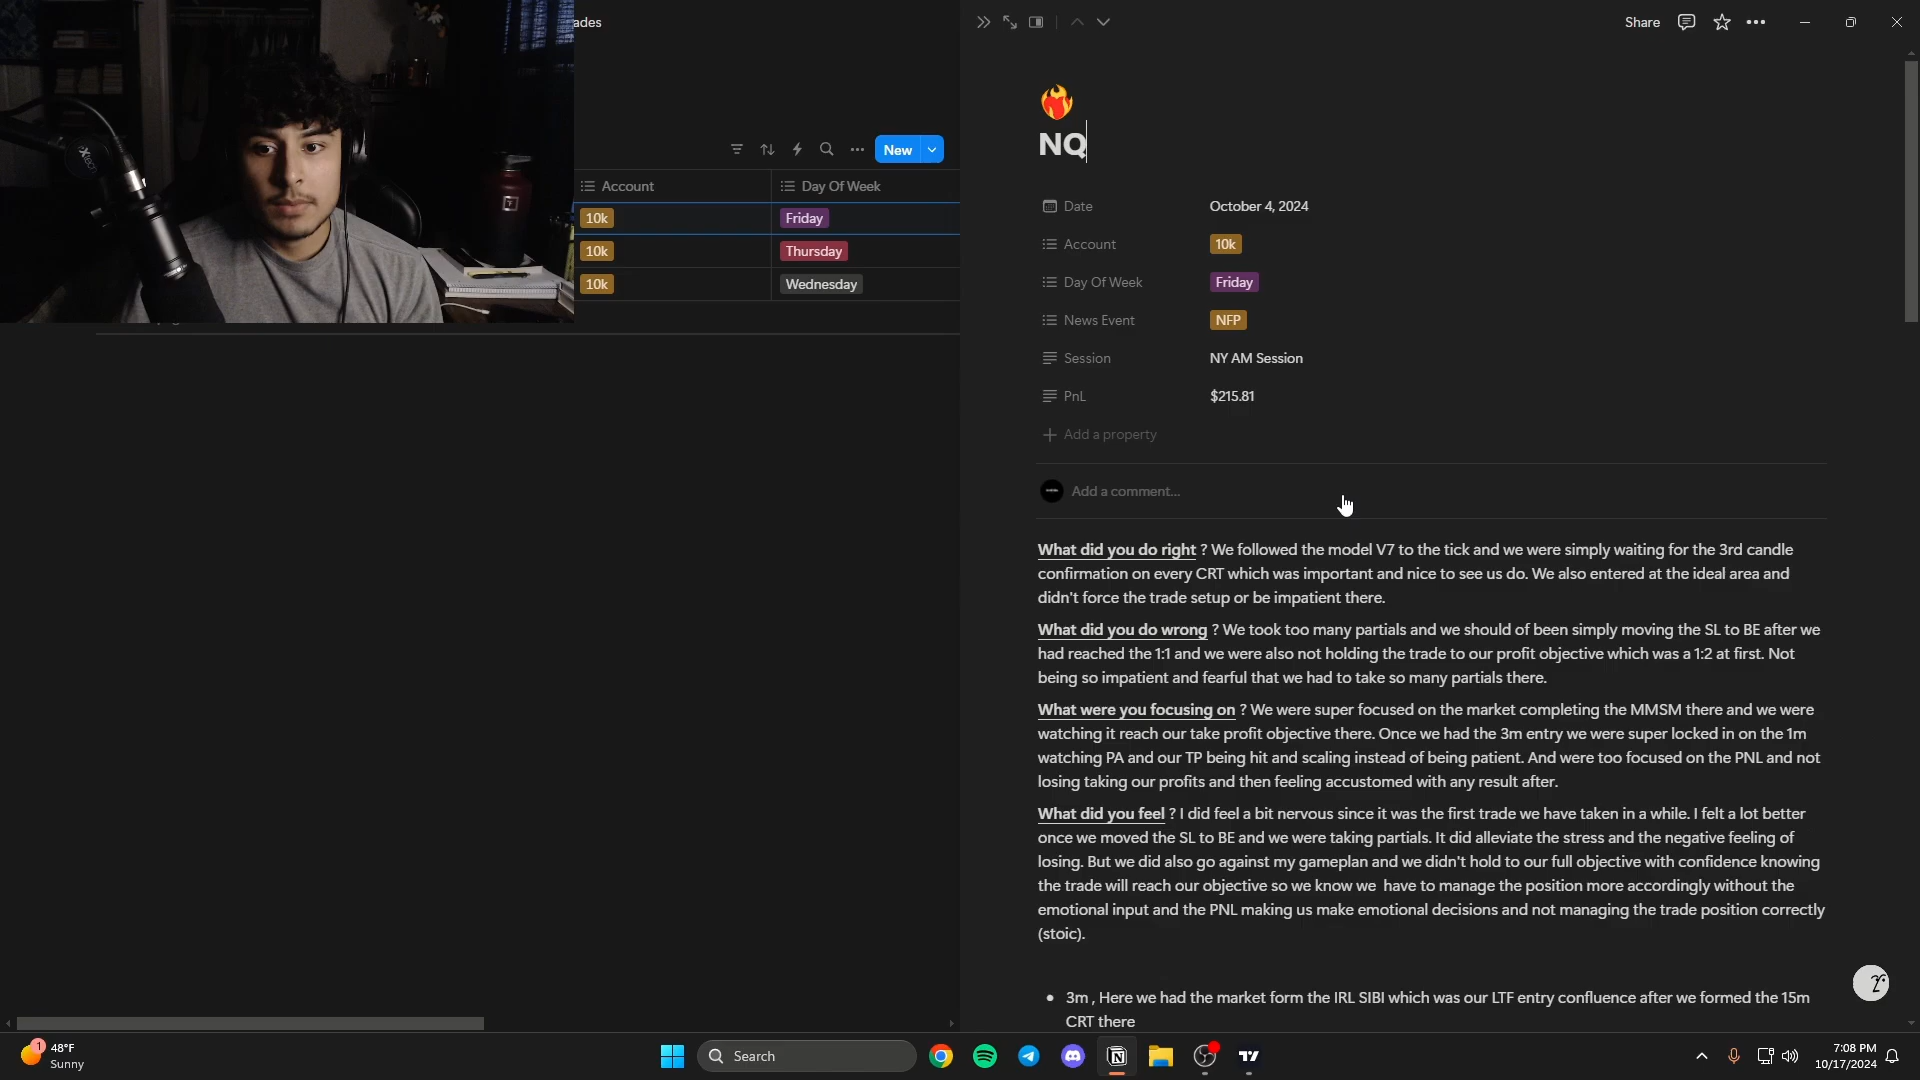 ades
Share
New
Account
Day Of Week
10k
Friday
10k
Thursday
10k
Wednesday
NQ
Date
October 4, 2024
Account
10k
Day Of Week
Friday
News Event
NFP
Session
NY AM Session
PnL
$215.81
Add a property
Add a comment...
What did you do right ? We followed the model V7 to the tick and we were simply waiting for the 3rd candle
confirmation on every CRT which was important and nice to see us do. We also entered at the ideal area and
didn't force the trade setup or be impatient there.
What did you do wrong ? We took too many partials and we should of been simply moving the SL to BE after we
had reached the 1:1 and we were also not holding the trade to our profit objective which was a 1:2 at first. Not
being so impatient and fearful that we had to take so many partials there.
What were you focusing on ? We were super focused on the market completing the MMSM there and we were
watching it reach our take profit objective there. Once we had the 3m entry we were super locked in on the 1m
watching PA and our TP being hit and scaling instead of being patient. And were too focused on the PNL and not
losing taking our profits and then feeling accustomed with any result after.
What did you feel ? I did feel a bit nervous since it was the first trade we have taken in a while. I felt a lot better
once we moved the SL to BE and we were taking partials. It did alleviate the stress and the negative feeling of
losing. But we did also go against my gameplan and we didn't hold to our full objective with confidence knowing
the trade will reach our objective so we know we have to manage the position more accordingly without the
emotional input and the PNL making us make emotional decisions and not managing the trade position correctly
(stoic).
• 3m , Here we had the market form the IRL SIBI which was our LTF entry confluence after we formed the 15m
CRT there
1
48°F
Sunny
Search
7:08 PM
10/17/2024